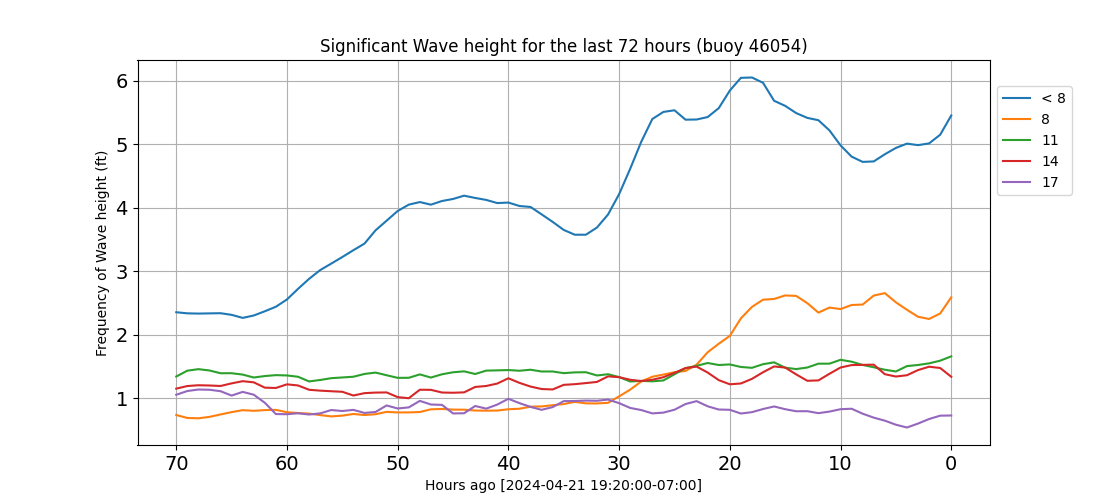 Significant Wave height for the last 72 hours (buoy 46054)
Frequency of Wave height (ft)
6
5
4
3
2
1
70 60 50 40 30 20 10 0
Hours ago [2024-04-21 19:20:00-07:00]
< 8
8
11
14
17